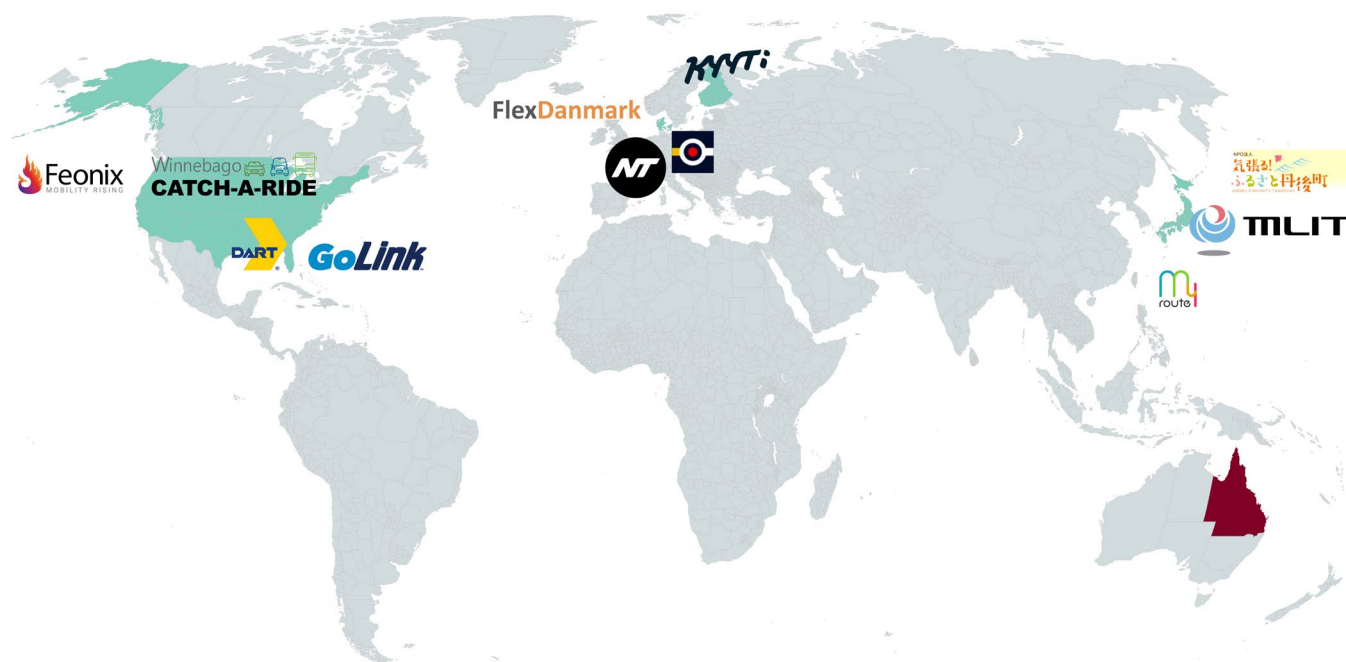 KYYTi
FlexDanmark
NT
Feonix
MOBILITY RISING
Winnebago
CATCH-A-RIDE
DART
GoLink
NPO法人
気張る!
ふるさと丹後町
MLIT
my
route